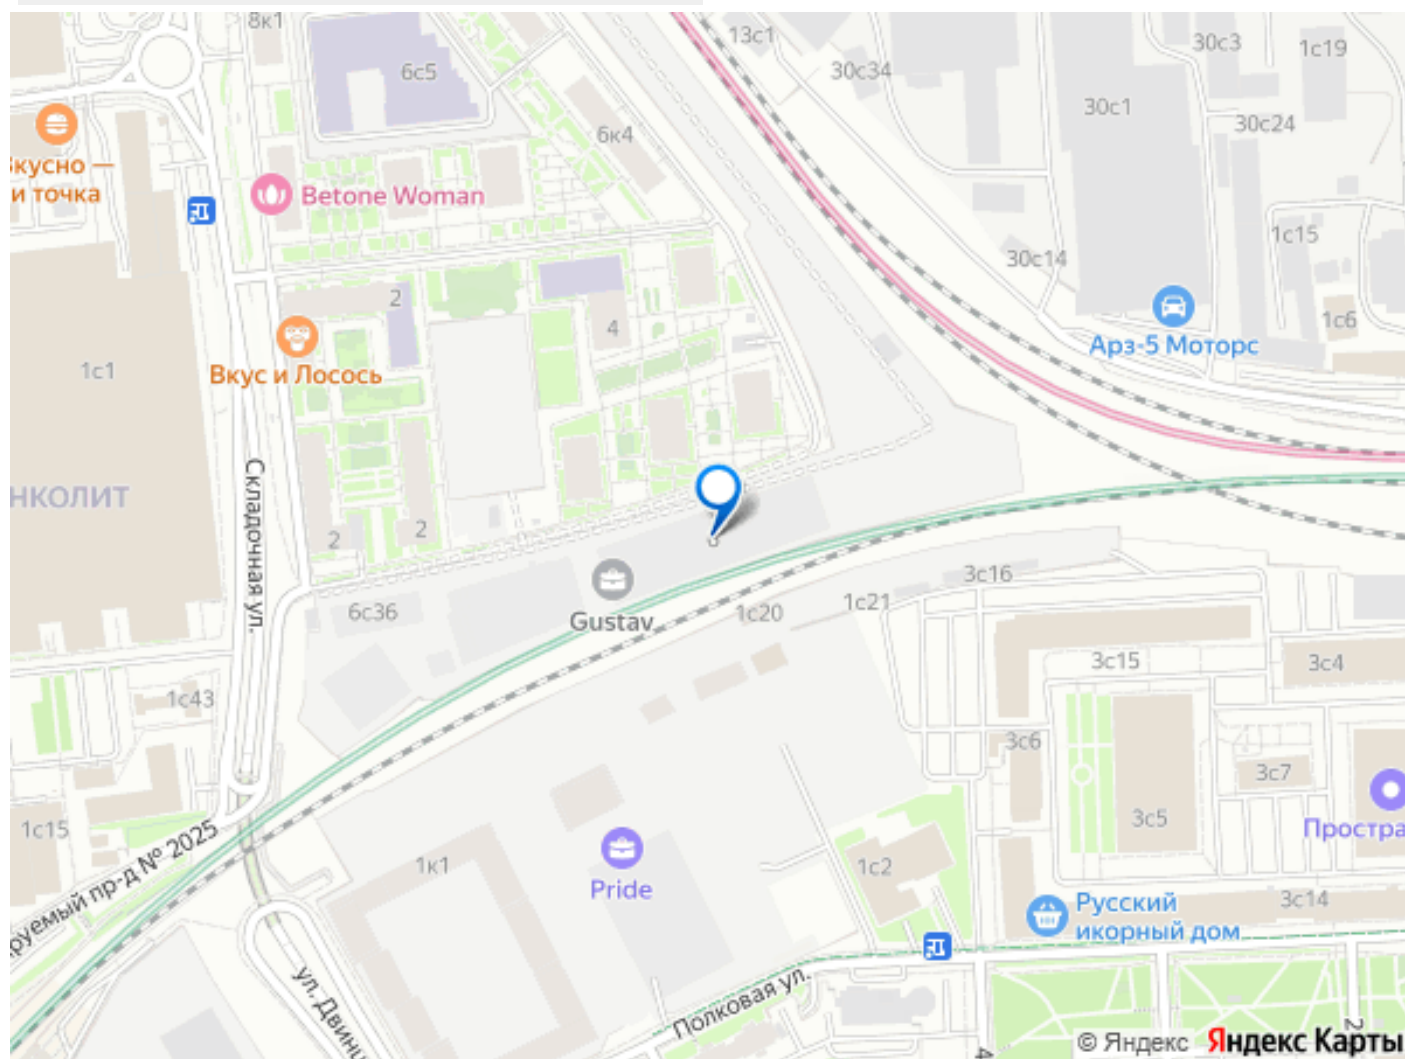 8к1
6с5
13с1
30с34
30с3
1с19
30с1
30с24
6к4
кусно —
и точка
Betone Woman
1с15
30с14
2
4
1с6
Арз-5 Моторс
1с1
Вкус и Лосось
Складочная ул.
НКОЛИТ
2
2
3с16
1с21
1с20
6с36
Gustav
3с15
3с4
1с43
3с6
3с7
3с5
1с15
руемый пр-д № 2025
Простра
1к1
Pride
1с2
3с14
Русский
икорный дом
ул. Двинц
Полковая ул.
4
2
© Яндекс Яндекс Карты